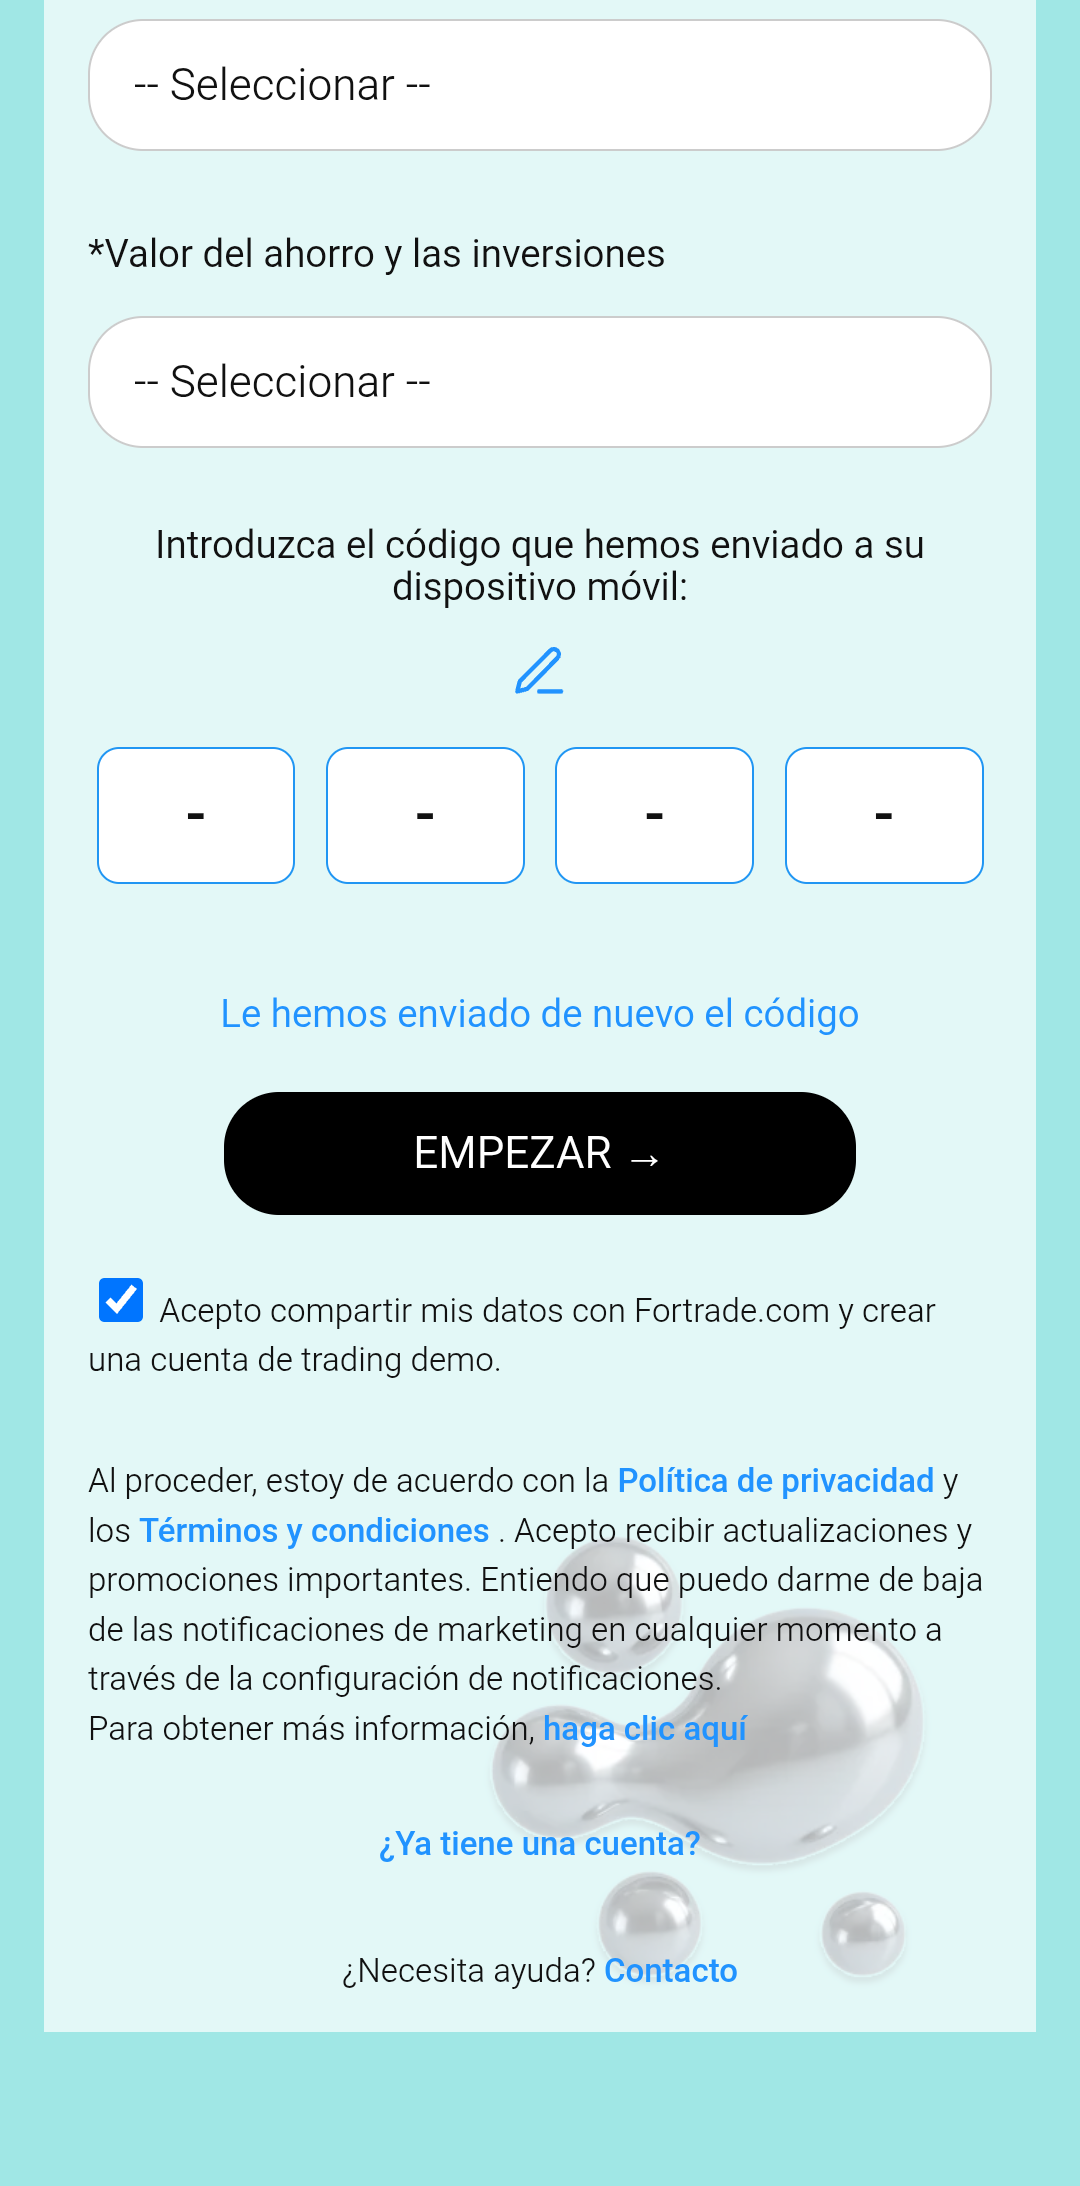 -- Seleccionar --
*Valor del ahorro y las inversiones
-- Seleccionar --
Introduzca el código que hemos enviado a su
dispositivo móvil:
- - - -
Le hemos enviado de nuevo el código
EMPEZAR →
Acepto compartir mis datos con Fortrade.com y crear
una cuenta de trading demo.
Al proceder, estoy de acuerdo con la Política de privacidad y
los Términos y condiciones . Acepto recibir actualizaciones y
promociones importantes. Entiendo que puedo darme de baja
de las notificaciones de marketing en cualquier momento a
través de la configuración de notificaciones.
Para obtener más información, haga clic aquí
¿Ya tiene una cuenta?
¿Necesita ayuda? Contacto